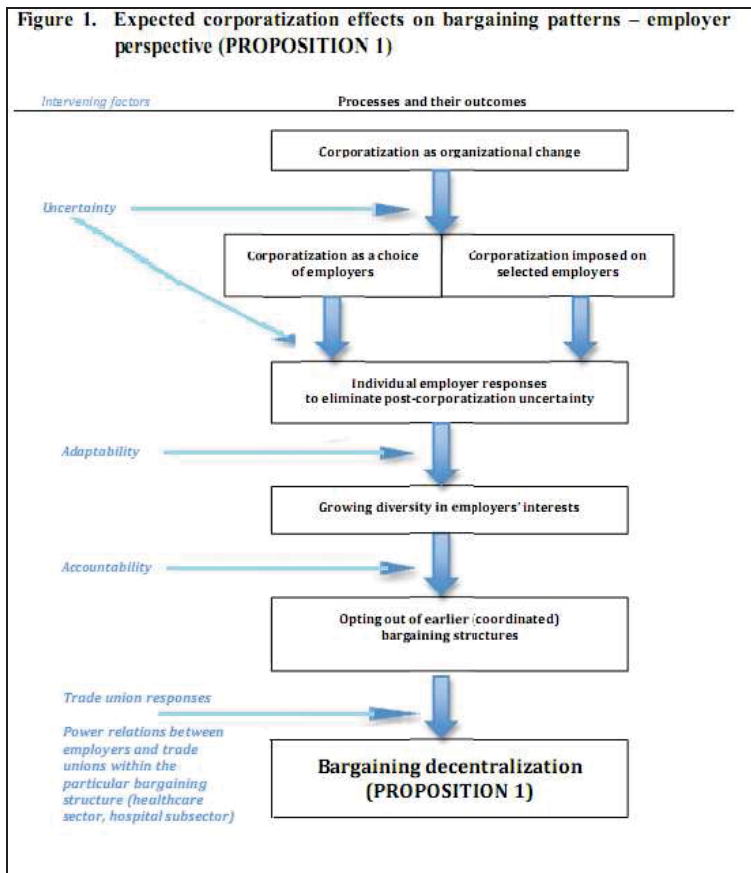 Figure 1. Expected corporatization effects on bargaining patterns – employer
perspective (PROPOSITION 1)
Intervening factors
Processes and their outcomes
Corporatization as organizational change
Uncertainty
Corporatization as a choice
of employers
Corporatization imposed on
selected employers
Individual employer responses
to eliminate post-corporatization uncertainty
Adaptability
Growing diversity in employers' interests
Accountability
Opting out of earlier (coordinated)
bargaining structures
Trade union responses
Power relations between
employers and trade
unions within the
particular bargaining
structure (healthcare
sector, hospital subsector)
Bargaining decentralization
(PROPOSITION 1)